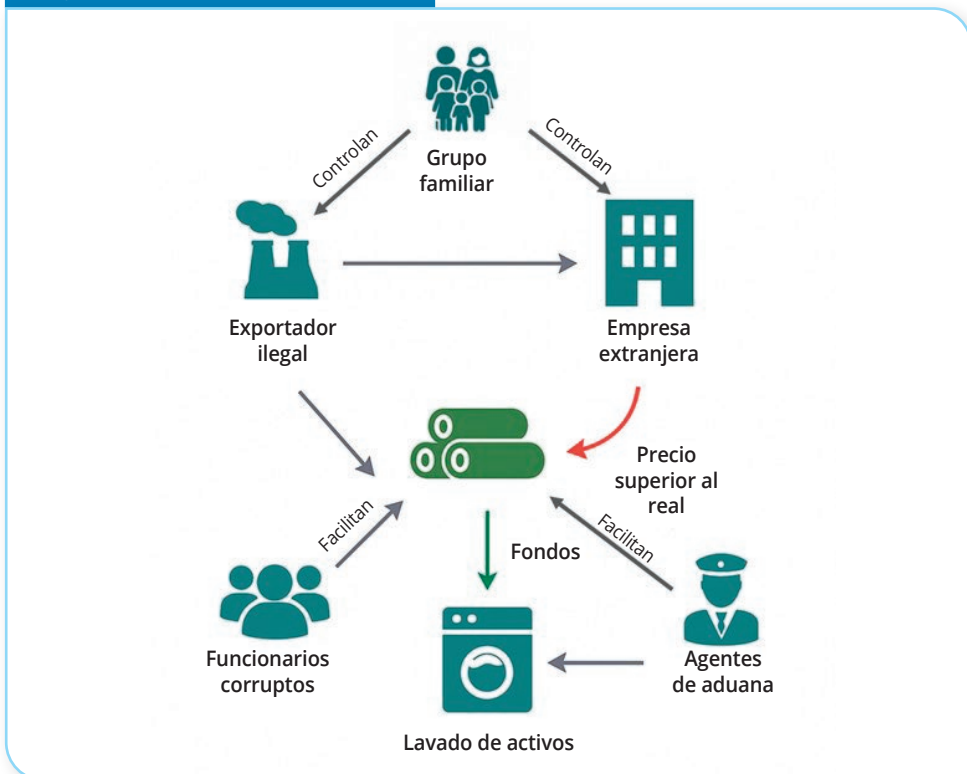 Controlan
Controlan
Grupo
familiar
Exportador
ilegal
Empresa
extranjera
Precio
superior al
real
Facilitan
Facilitan
Fondos
Funcionarios
corruptos
Agentes
de aduana
Lavado de activos